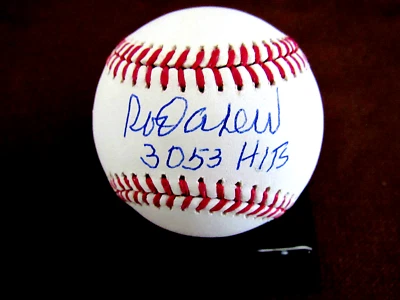 Rod Carew
3053 HITS